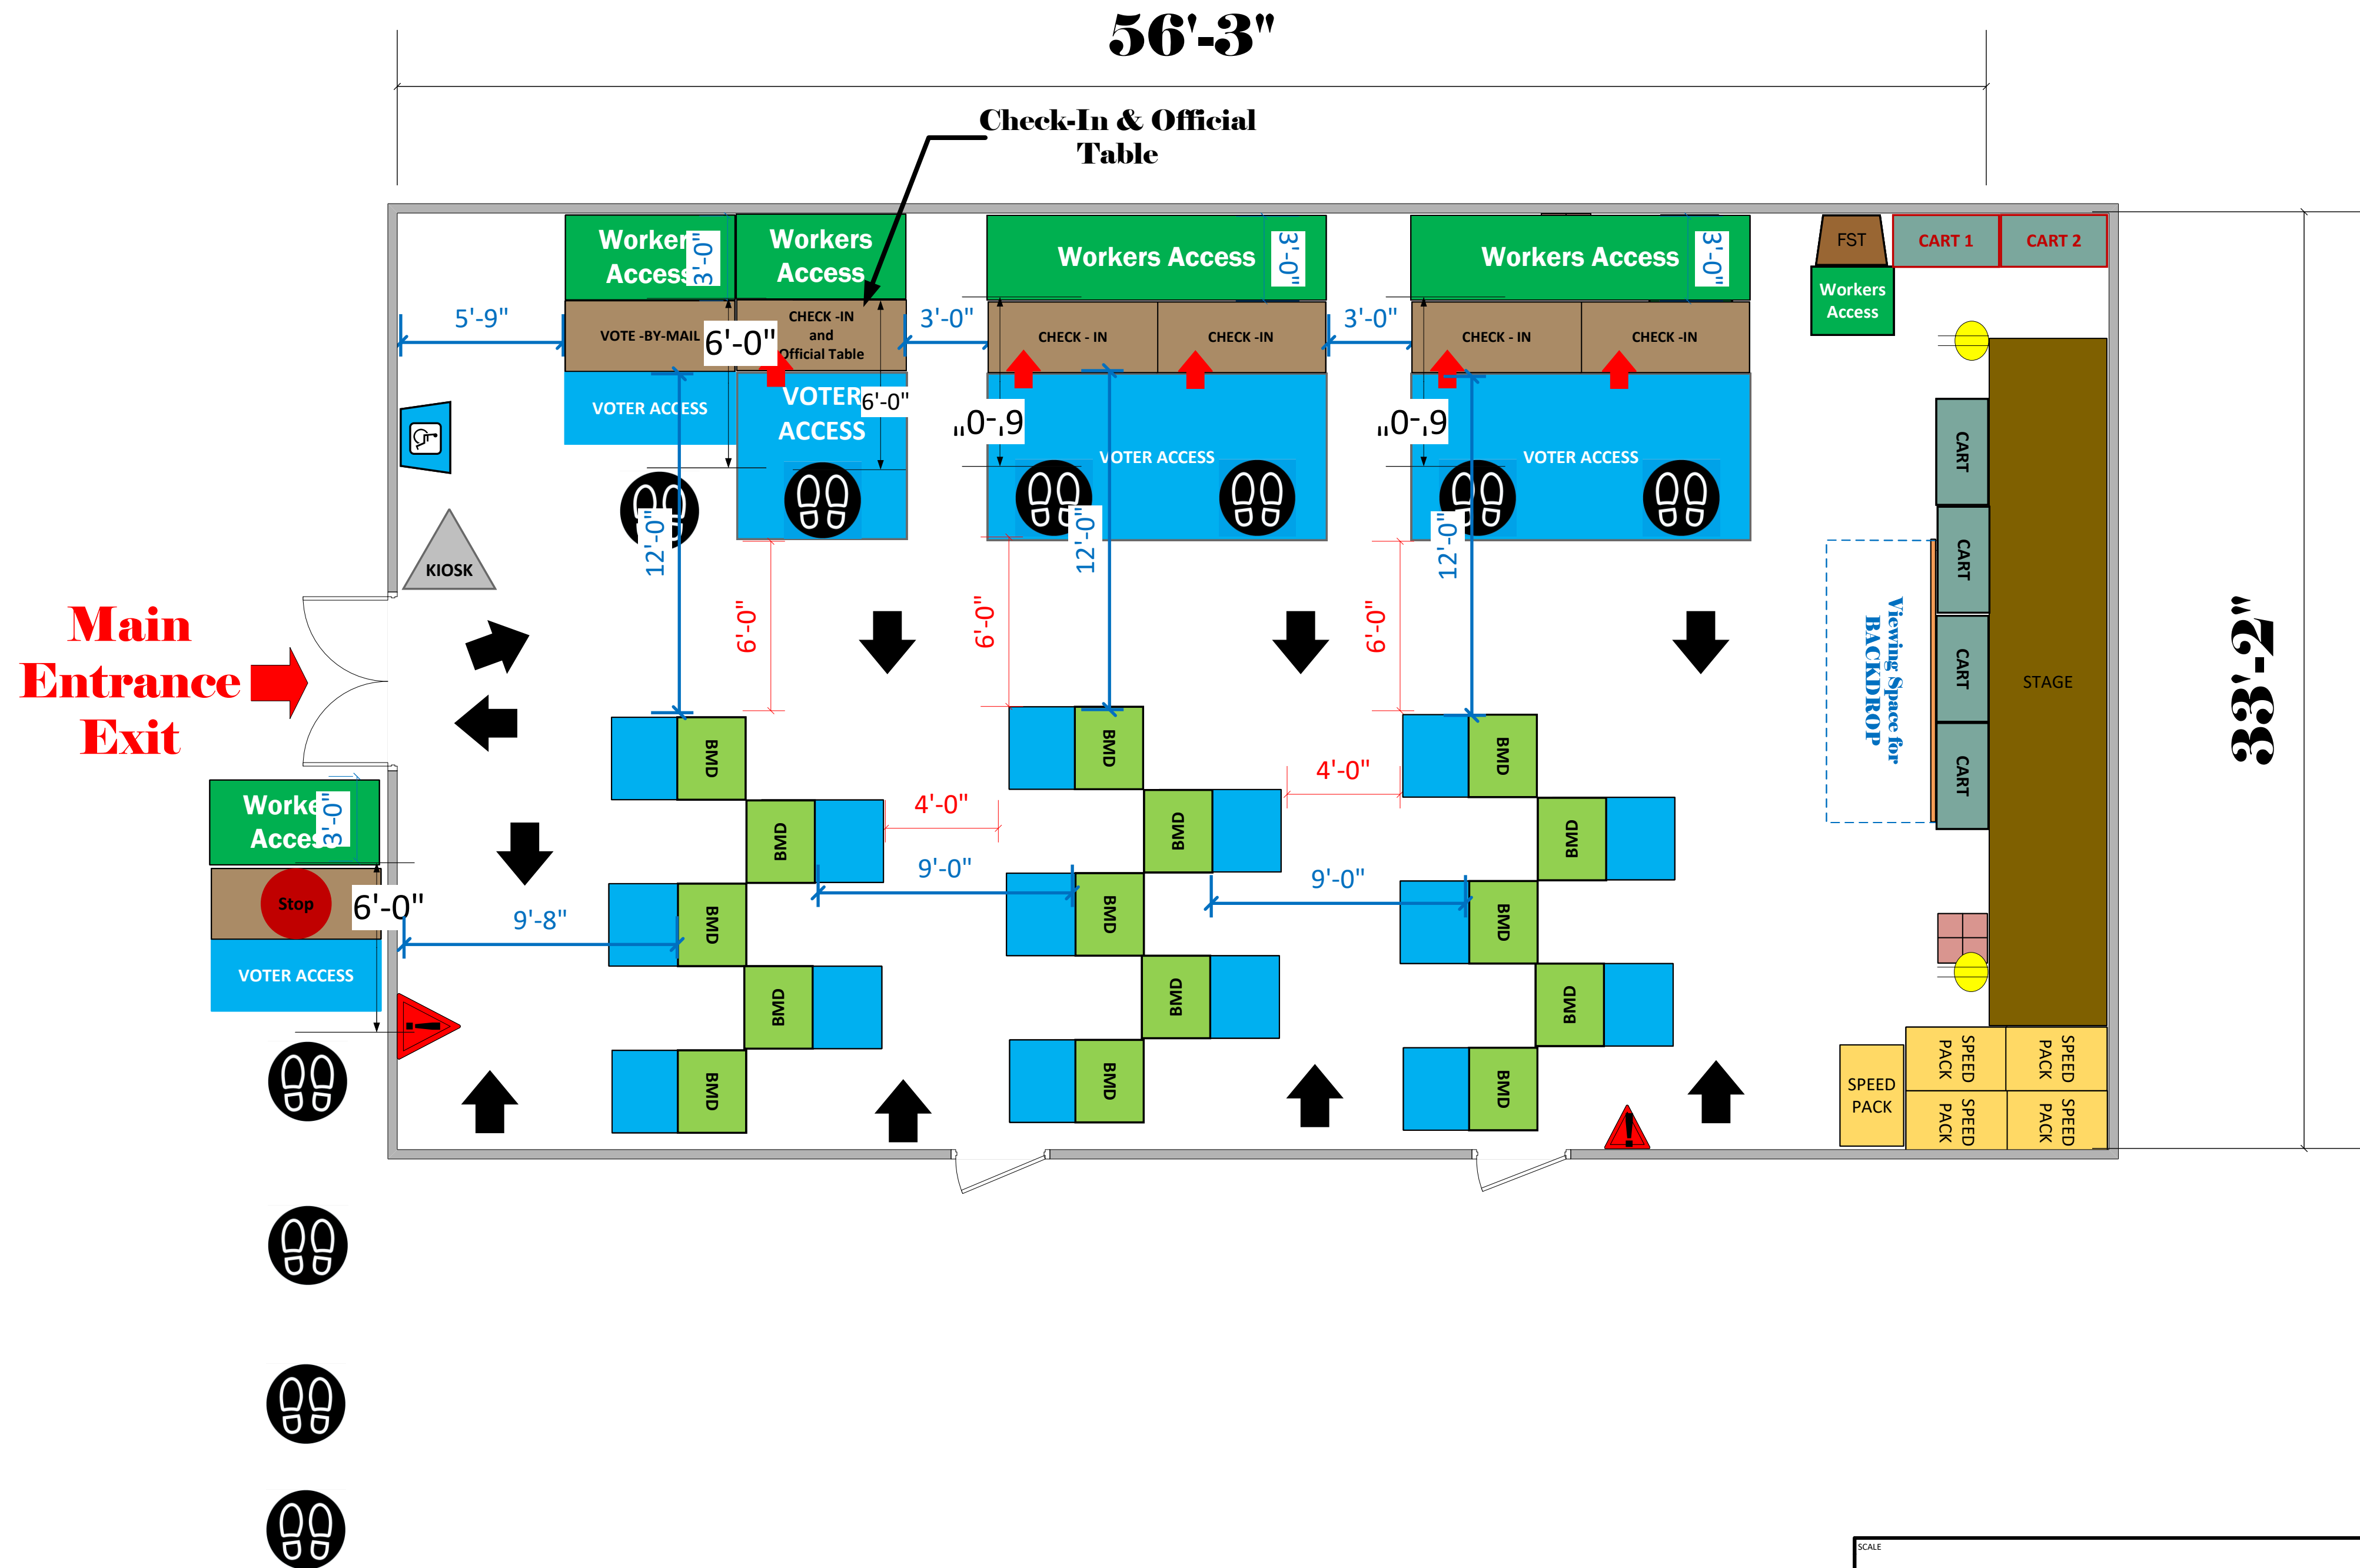 56'-3"
Check-In & Official
Table
Workers
Access
3'-0"
Workers
Access
Workers Access
3'-0"
Workers Access
3'-0"
FST
CART 1
CART 2
Workers
Access
5'-9"
VOTE -BY-MAIL
6'-0"
CHECK -IN
and
Official Table
3'-0"
CHECK - IN
CHECK -IN
3'-0"
CHECK - IN
CHECK -IN
VOTER ACCESS
VOTER
ACCESS
6'-0"
6'-0"
VOTER ACCESS
6'-0"
VOTER ACCESS
12'-0"
12'-0"
12'-0"
KIOSK
6'-0"
6'-0"
6'-0"
Main
Entrance
Exit
CART
CART
CART
CART
Viewing Space for
BACKDROP
STAGE
33'-2"
BMD
BMD
BMD
4'-0"
4'-0"
BMD
BMD
BMD
9'-0"
9'-0"
Workers
Access
3'-0"
Stop
6'-0"
9'-8"
BMD
BMD
BMD
VOTER ACCESS
BMD
BMD
BMD
BMD
BMD
BMD
SPEED
PACK
SPEED
PACK
SPEED
PACK
SPEED
PACK
SPEED
PACK
SCALE